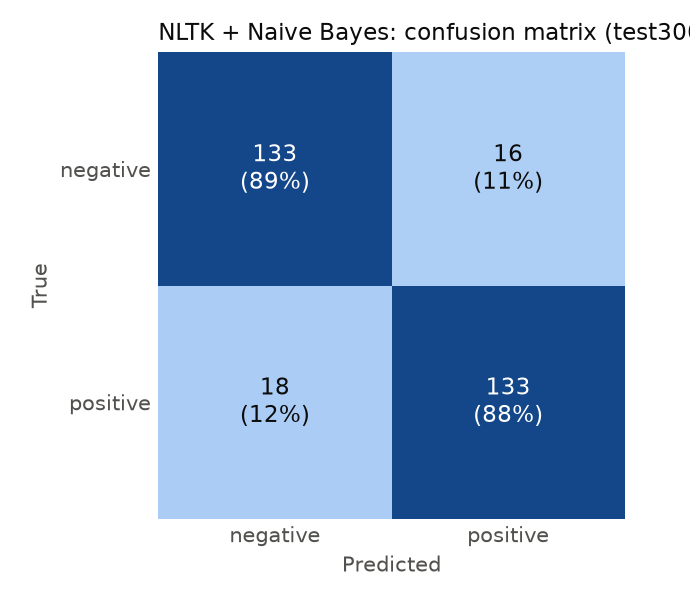 NLTK + Naive Bayes: confusion matrix (test300
negative
133
(89%)
16
(11%)
True
positive
18
(12%)
133
(88%)
negative
positive
Predicted